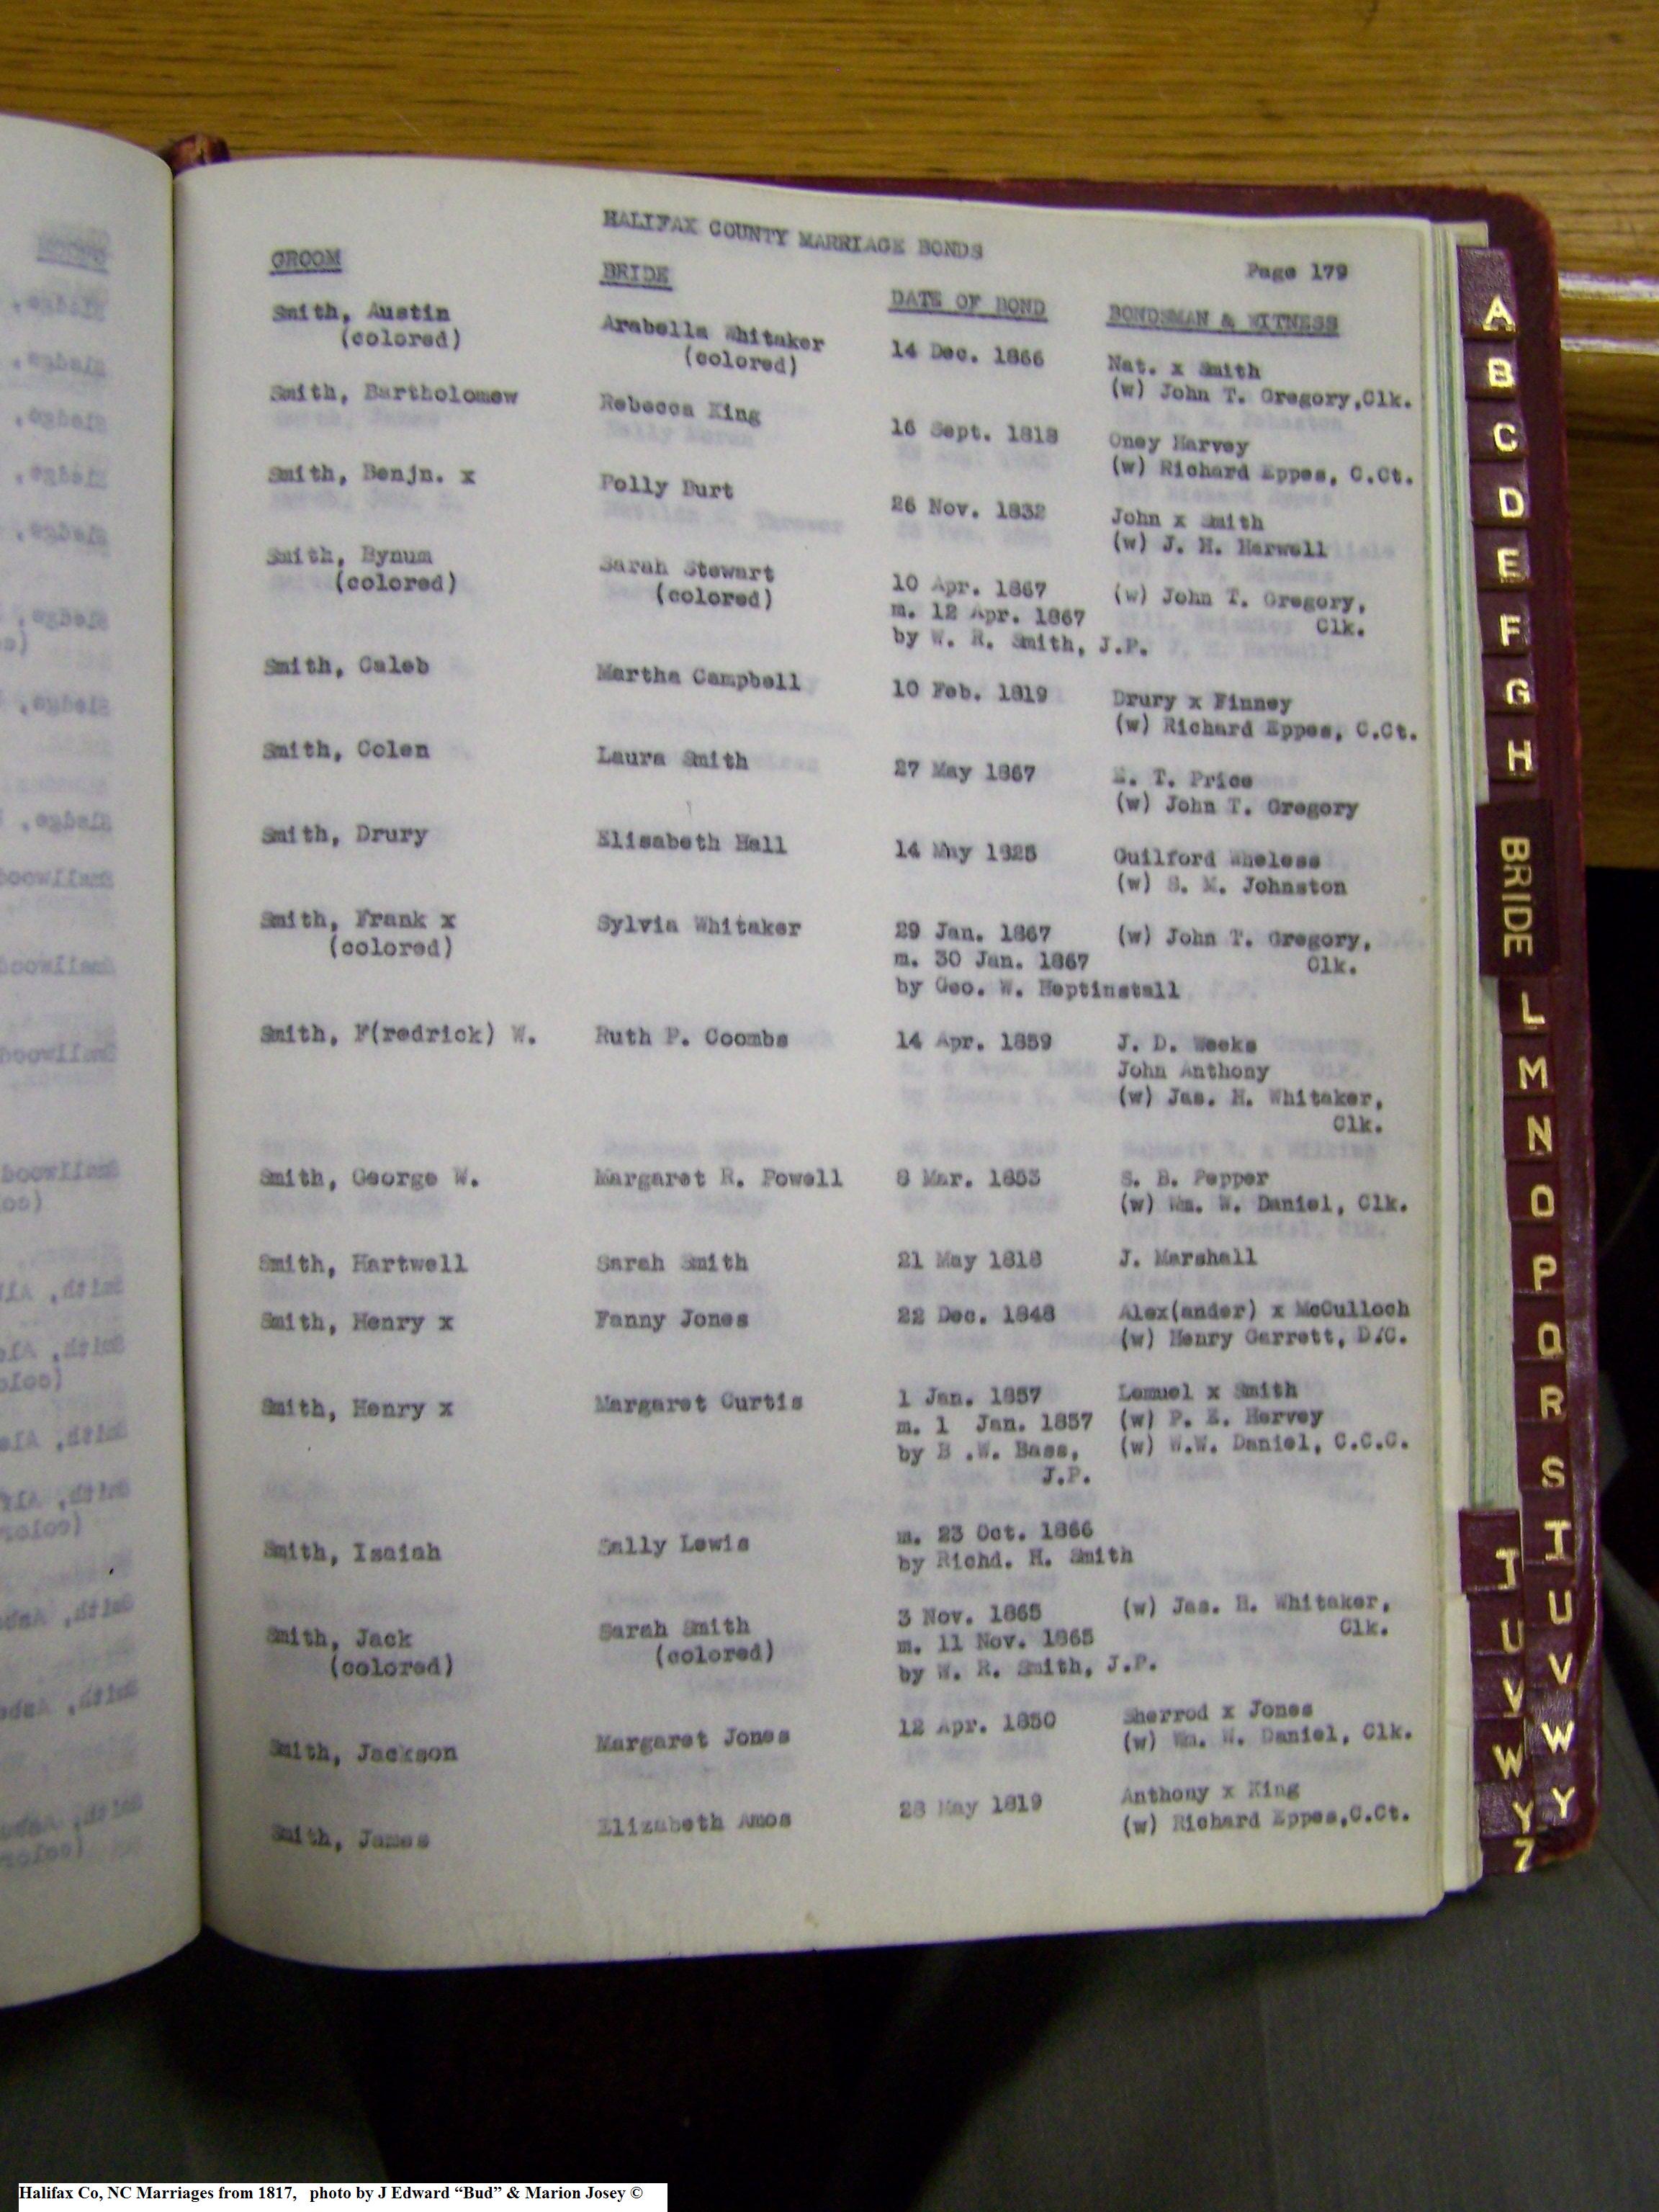 HALIFAX COUNTY MARRIAGE BONDS
Page 179
GROOM BRIDE DATE OF BOND BONDSMAN & WITNESS
Smith, Austin Arabella Whitaker 14 Dec. 1866 Nat. x Smith
(colored) (colored) (w) John T. Gregory,Clk.
Smith, Bartholomew Rebecca King 16 Sept. 1818 Oney Harvey
(w) Richard Eppes, C.Ct.
Smith, Benjn. x Polly Burt 26 Nov. 1832 John x Smith
(w) J. H. Harwell
Smith, Bynum Sarah Stewart 10 Apr. 1867 (w) John T. Gregory,
(colored) (colored) m. 12 Apr. 1867 Clk.
by W. R. Smith, J.P.
Smith, Caleb Martha Campbell 10 Feb. 1819 Drury x Finney
(w) Richard Eppes, C.Ct.
Smith, Colen Laura Smith 27 May 1867 E. T. Price
(w) John T. Gregory
Smith, Drury Elisabeth Hall 14 May 1825 Guilford Wheless
(w) S. M. Johnston
Smith, Frank x Sylvia Whitaker 29 Jan. 1867 (w) John T. Gregory,
(colored) m. 30 Jan. 1867 Clk.
by Geo. W. Heptinstall
Smith, F(redrick) W. Ruth P. Coombs 14 Apr. 1859 J. D. Weeks
John Anthony
(w) Jas. H. Whitaker,
Clk.
Smith, George W. Margaret R. Powell 8 Mar. 1853 S. B. Pepper
(w) Wm. W. Daniel, Clk.
Smith, Hartwell Sarah Smith 21 May 1818 J. Marshall
Smith, Henry x Fanny Jones 22 Dec. 1848 Alex(ander) x McCulloch
(w) Henry Garrett, D/C.
Smith, Henry x Margaret Curtis 1 Jan. 1857 Lemuel x Smith
m. 1 Jan. 1857 (w) P. E. Hervey
by B .W. Bass, (w) W.W. Daniel, C.C.C.
J.P.
Smith, Isaiah Sally Lewis m. 23 Oct. 1866
by Richd. H. Smith
Smith, Jack Sarah Smith 3 Nov. 1865 (w) Jas. H. Whitaker,
(colored) (colored) m. 11 Nov. 1865 Clk.
by W. R. Smith, J.P.
Smith, Jackson Margaret Jones 12 Apr. 1850 Sherrod x Jones
(w) Wm. W. Daniel, Clk.
Smith, James Elizabeth Amos 28 May 1819 Anthony x King
(w) Richard Eppes,C.Ct.
A
B
C
D
E
F
G
H
BRIDE
L
M
N
O
P
Q
R
S
T
U
V
W
Y
T
U
V
W
Y
Z
Halifax Co, NC Marriages from 1817, photo by J Edward “Bud” & Marion Josey ©